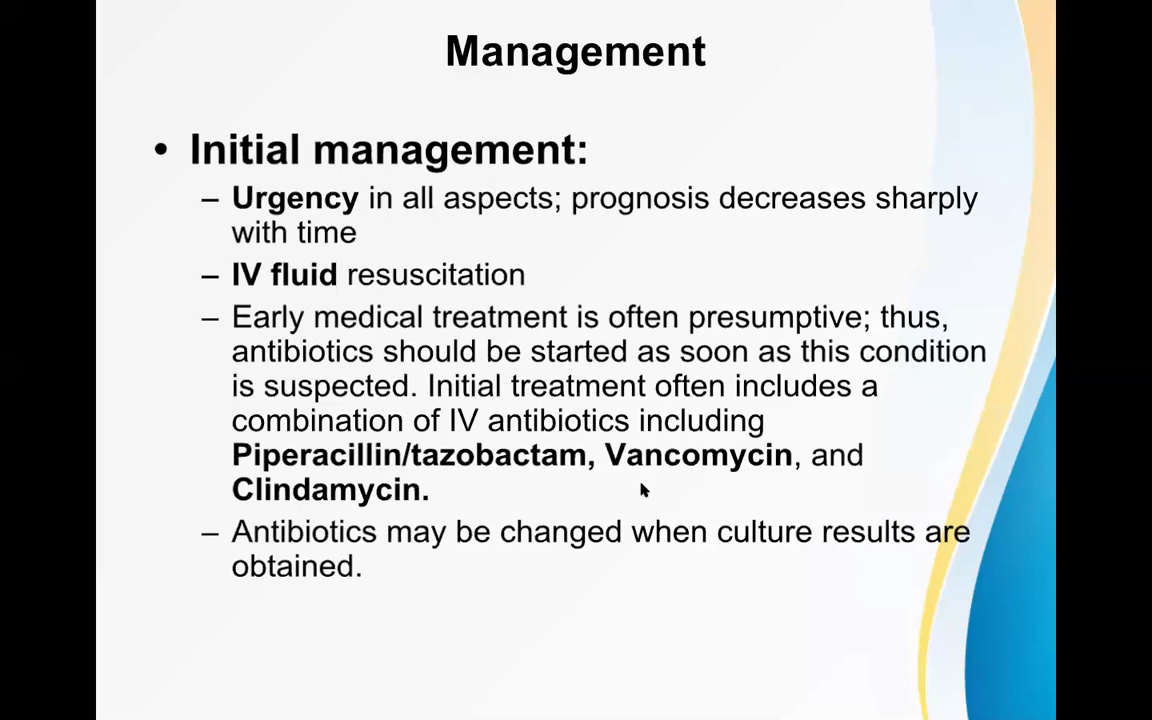 Management
• Initial management:
– Urgency in all aspects; prognosis decreases sharply
with time
– IV fluid resuscitation
– Early medical treatment is often presumptive; thus,
antibiotics should be started as soon as this condition
is suspected. Initial treatment often includes a
combination of IV antibiotics including
Piperacillin/tazobactam, Vancomycin, and
Clindamycin.
– Antibiotics may be changed when culture results are
obtained.